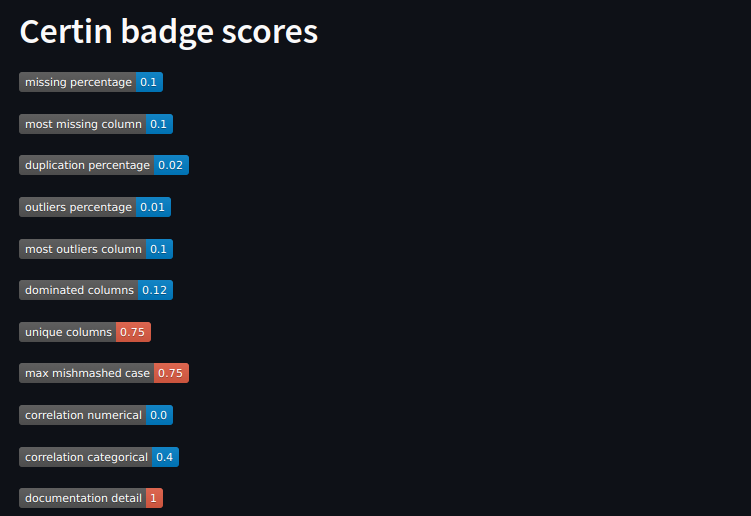 Certin badge scores
missing percentage 0.1
most missing column 0.1
duplication percentage 0.02
outliers percentage 0.01
most outliers column 0.1
dominated columns 0.12
unique columns 0.75
max mishmashed case 0.75
correlation numerical 0.0
correlation categorical 0.4
documentation detail 1